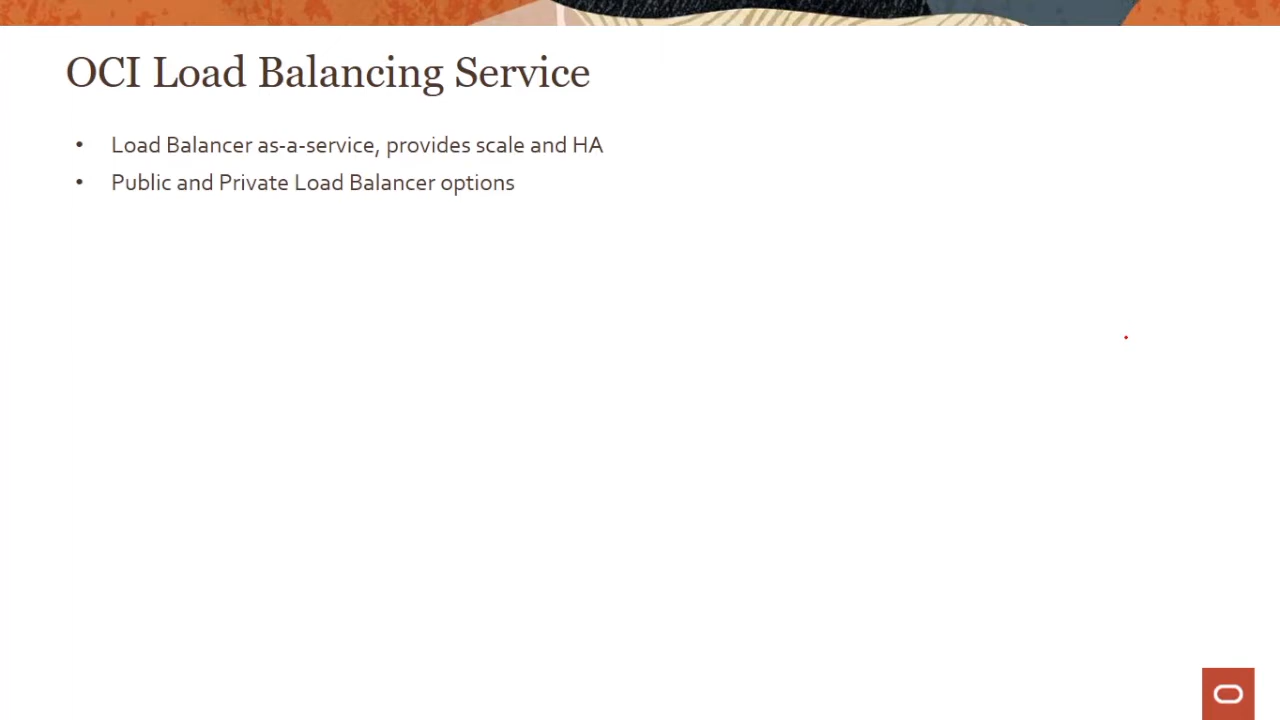 OCI Load Balancing Service
• Load Balancer as-a-service, provides scale and HA
• Public and Private Load Balancer options